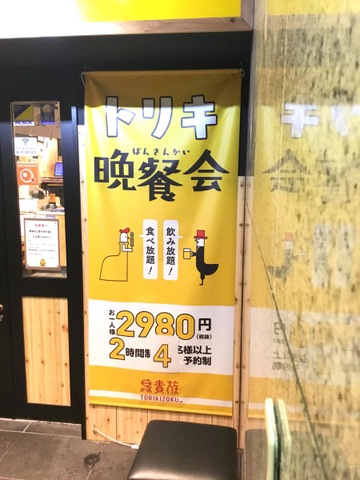 トリキ
ばんさんかい
晩餐会
飲み放題！
食べ放題！
お一人様2980円
(税抜)
2時間制 4名様以上
予約制
鳥貴族
TORIKIZOKU